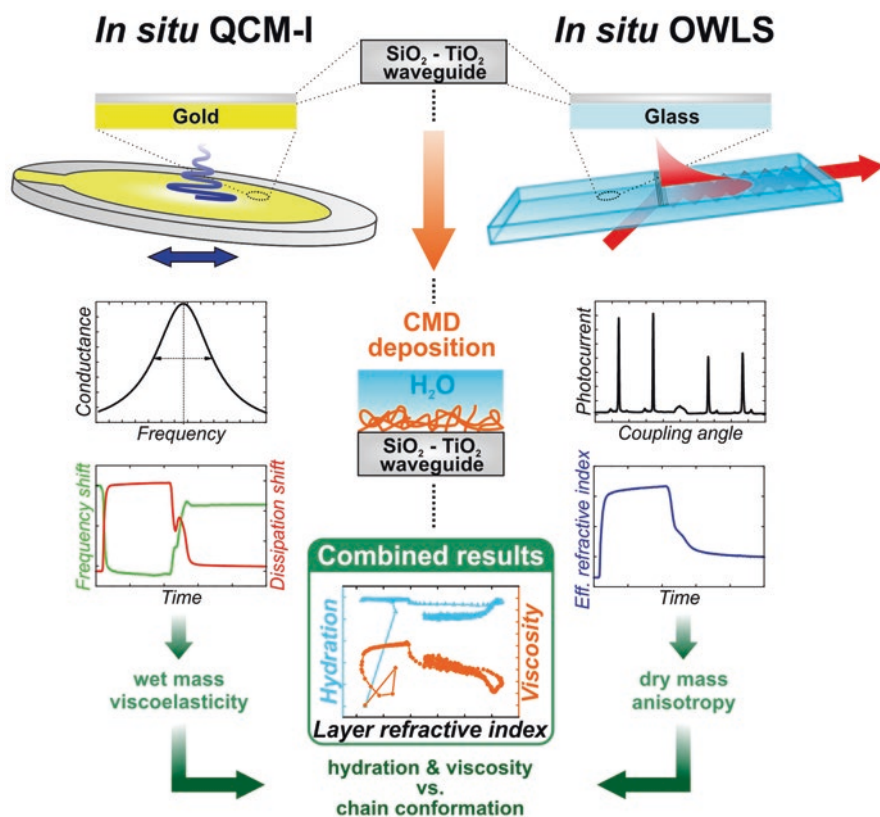 In situ QCM-I
In situ OWLS
SiO₂ - TiO₂
waveguide
Gold
Glass
CMD
deposition
H₂O
SiO₂ - TiO₂
waveguide
Conductance
Frequency
Photocurrent
Coupling angle
Frequency shift
Dissipation shift
Time
Eff. refractive index
Time
Combined results
Hydration
Viscosity
Layer refractive index
wet mass
viscoelasticity
dry mass
anisotropy
hydration & viscosity
vs.
chain conformation